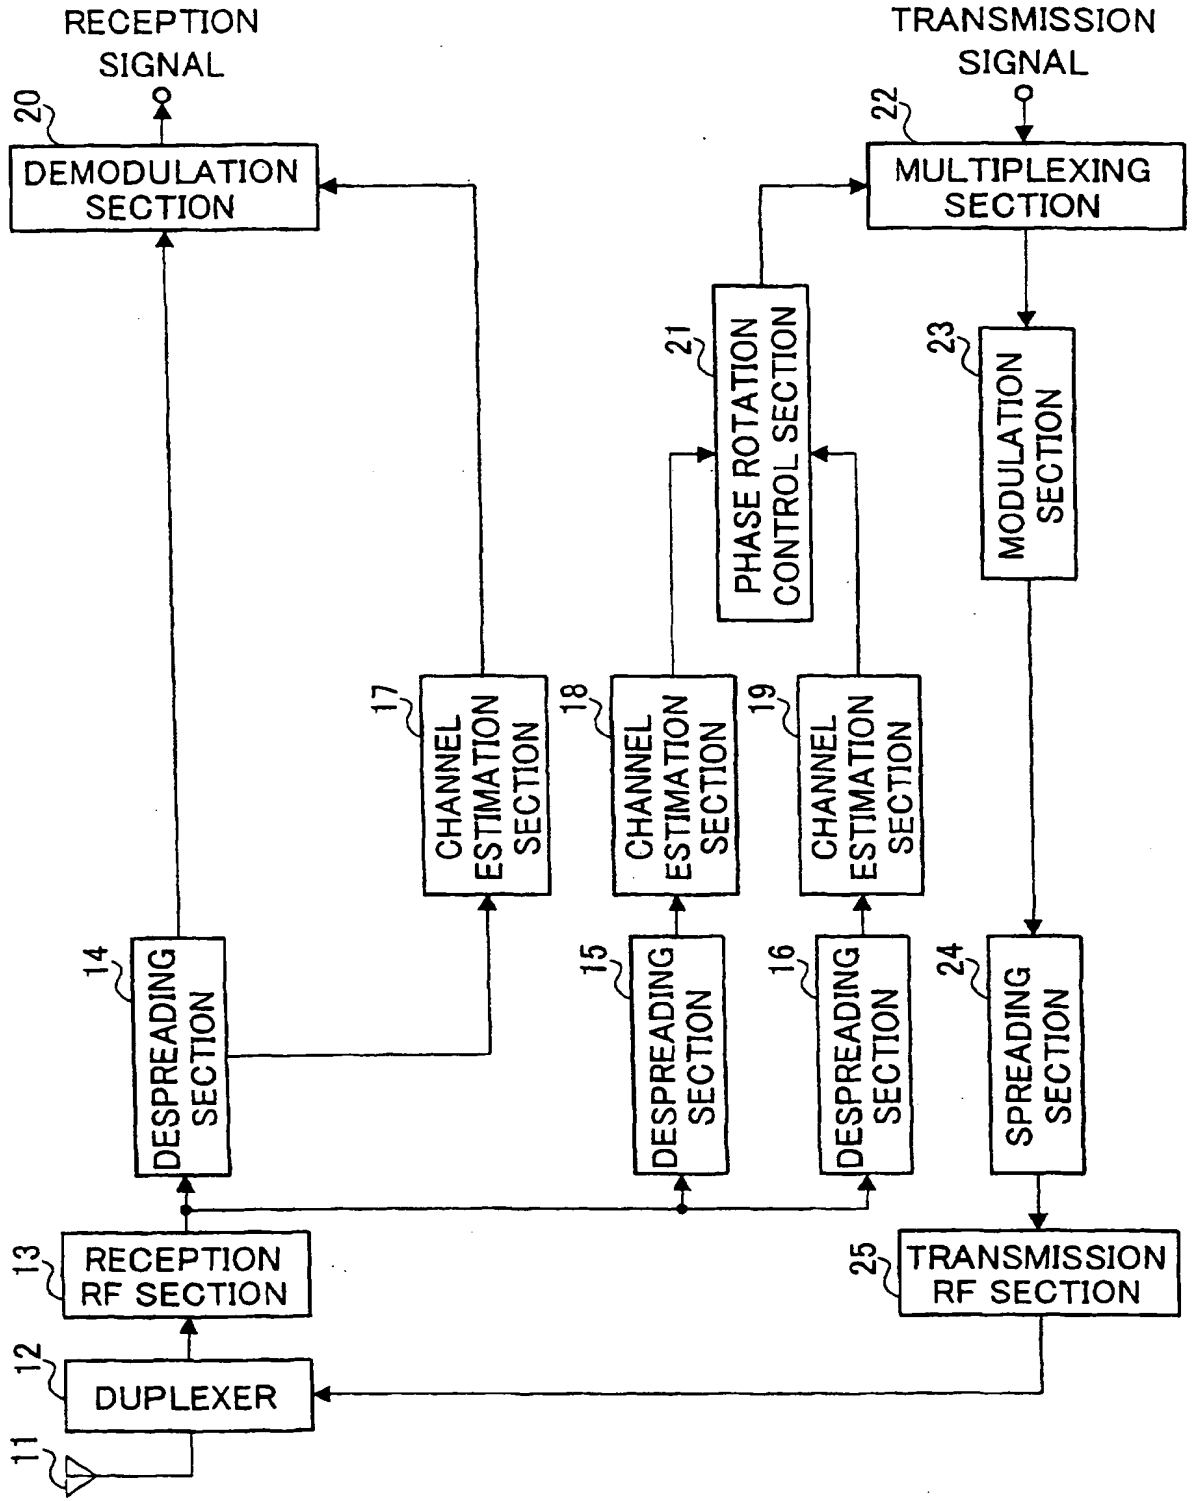 RECEPTION
SIGNAL
TRANSMISSION
SIGNAL
20
DEMODULATION
SECTION
22
MULTIPLEXING
SECTION
21
PHASE ROTATION
CONTROL SECTION
23
MODULATION
SECTION
17
CHANNEL
ESTIMATION
SECTION
18
CHANNEL
ESTIMATION
SECTION
19
CHANNEL
ESTIMATION
SECTION
14
DESPREADING
SECTION
15
DESPREADING
SECTION
16
DESPREADING
SECTION
24
SPREADING
SECTION
13
RECEPTION
RF SECTION
25
TRANSMISSION
RF SECTION
12
DUPLEXER
11